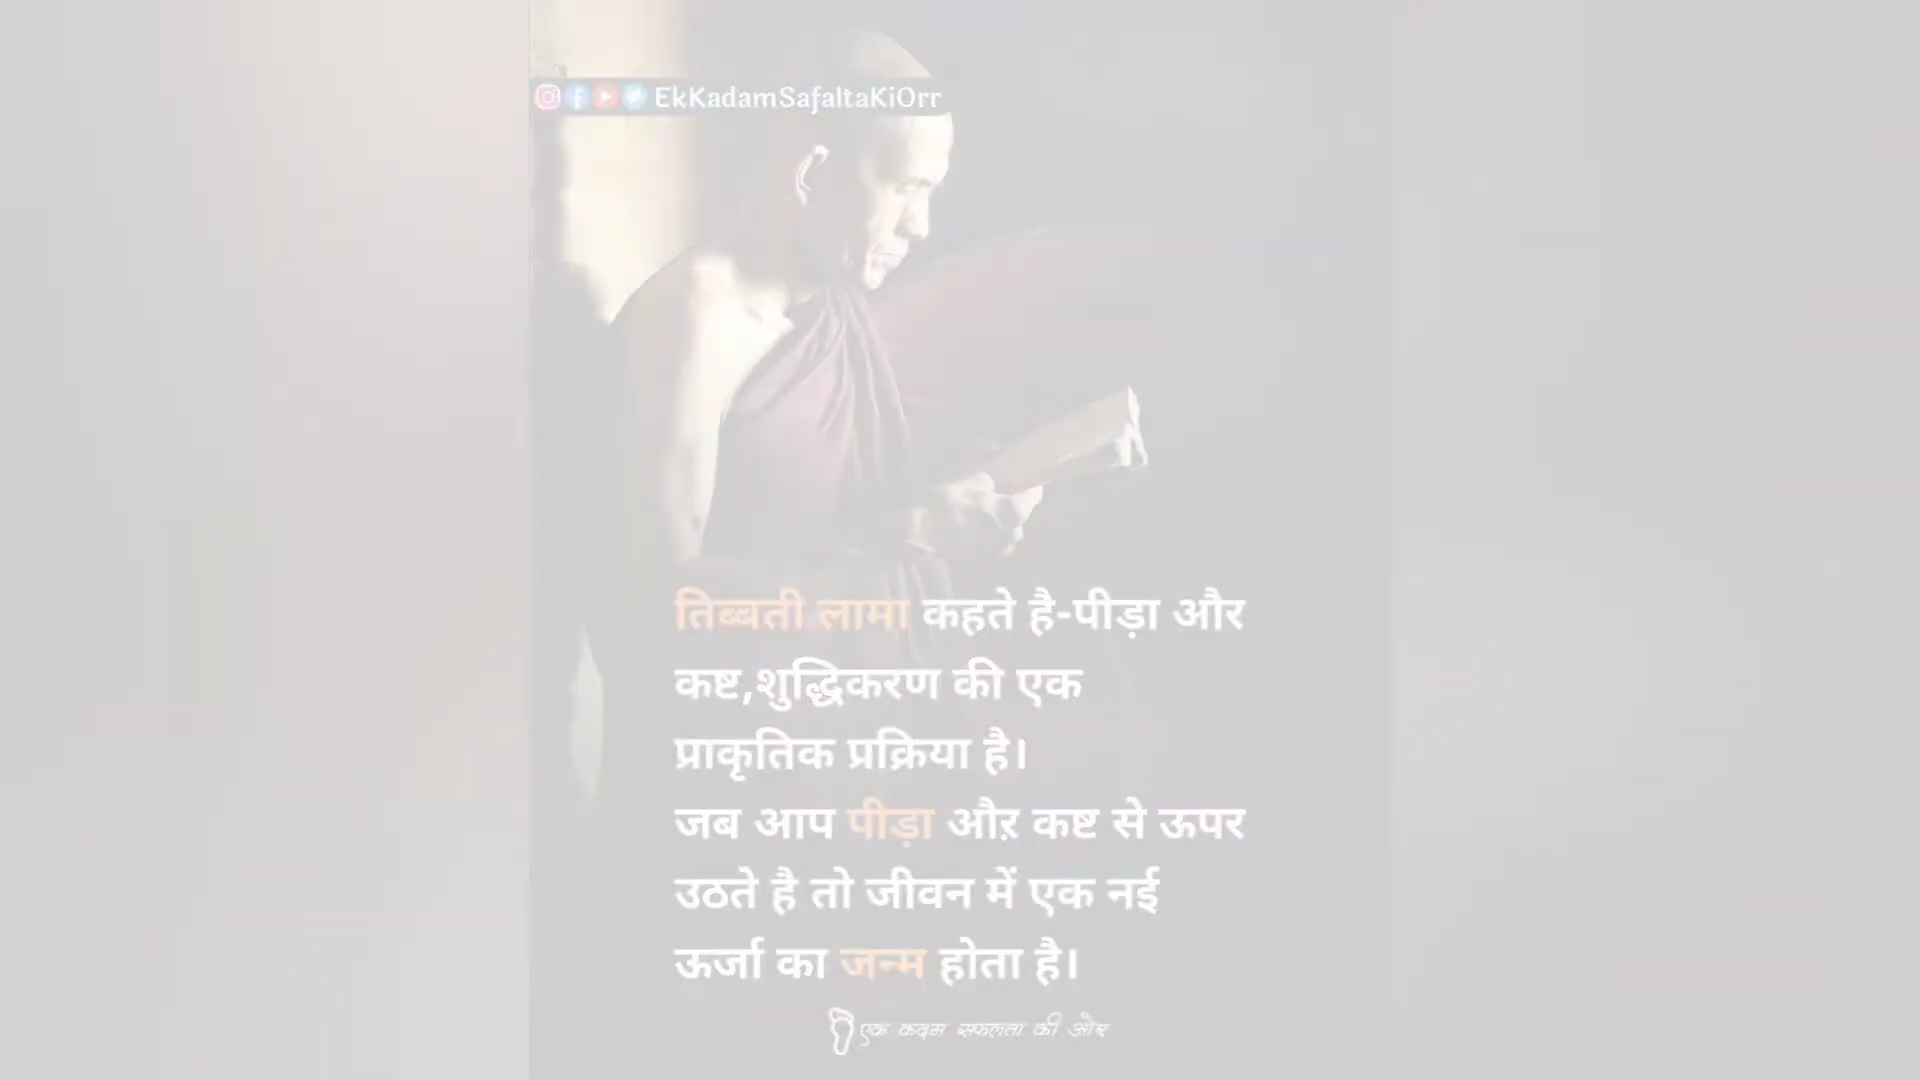 EkKadamSafaltaKiOrr
तिब्बती लामा कहते है-पीड़ा और
कष्ट,शुद्धिकरण की एक
प्राकृतिक प्रक्रिया है।
जब आप पीड़ा औऱ कष्ट से ऊपर
उठते है तो जीवन में एक नई
ऊर्जा का जन्म होता है।
एक कदम सफलता की ओर